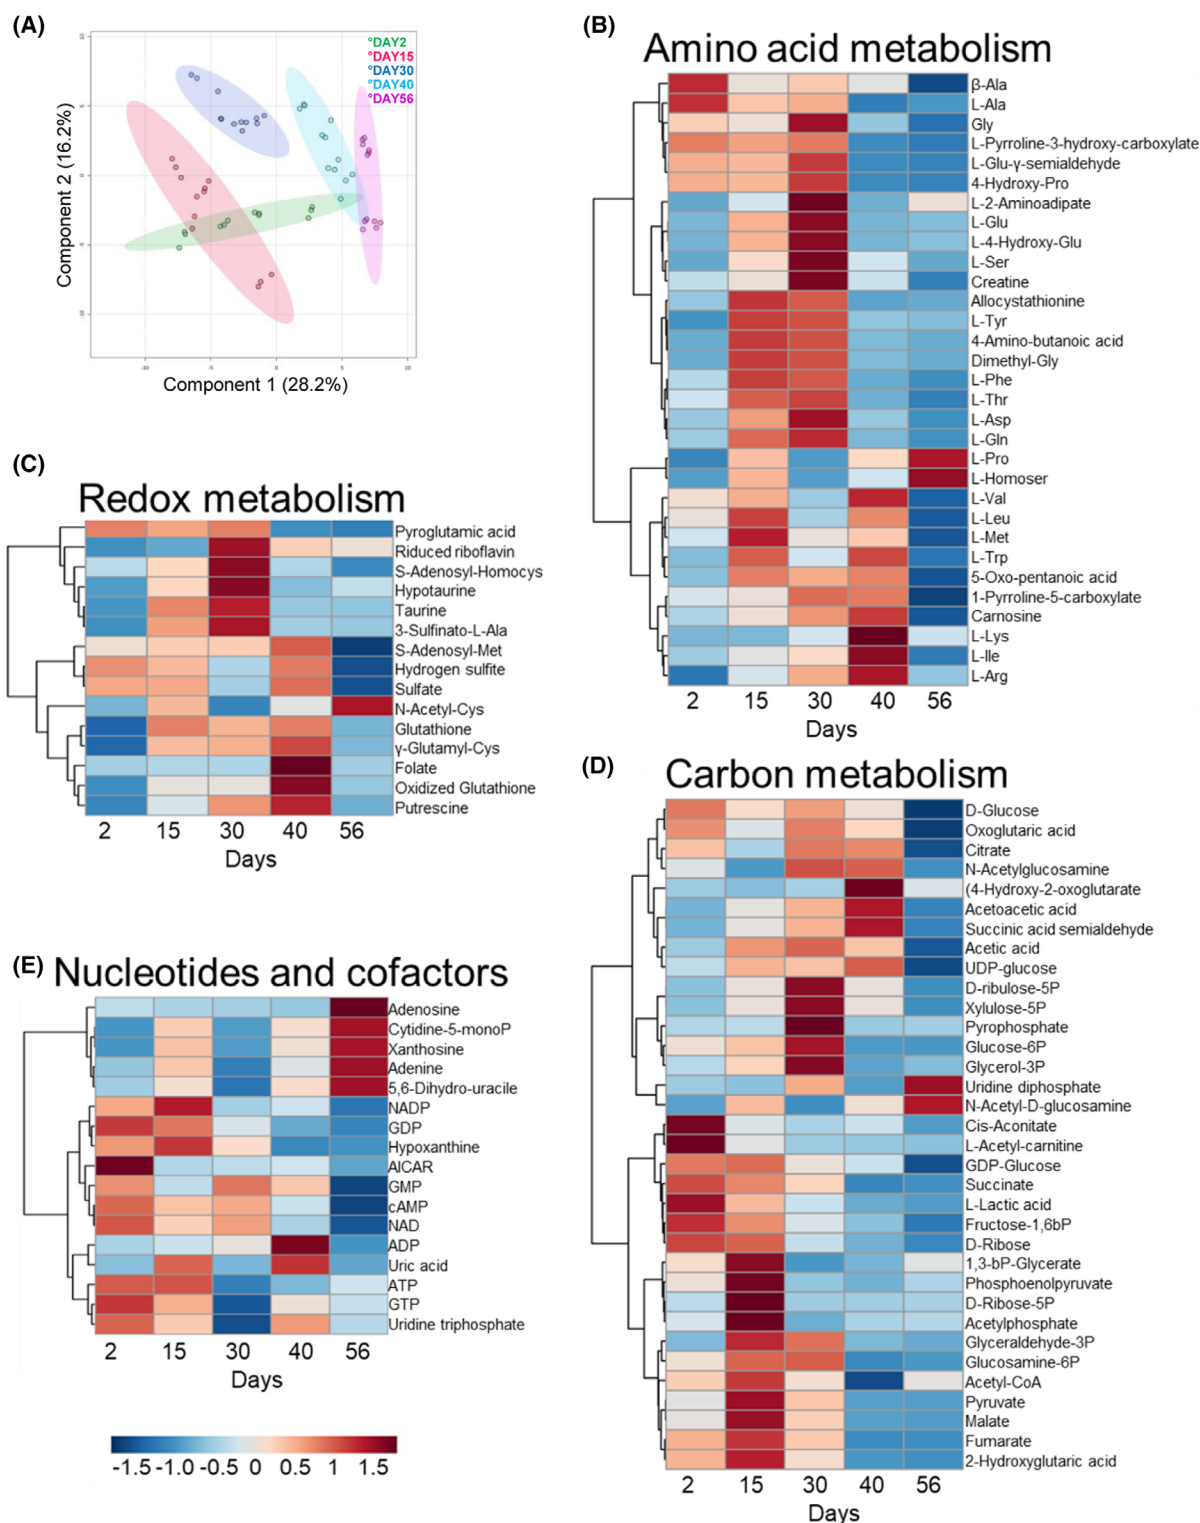 (A)
°DAY2
°DAY15
°DAY30
°DAY40
°DAY56
Component 2 (16.2%)
Component 1 (28.2%)
(B)
Amino acid metabolism
β-Ala
L-Ala
Gly
L-Pyrroline-3-hydroxy-carboxylate
L-Glu-γ-semialdehyde
4-Hydroxy-Pro
L-2-Aminoadipate
L-Glu
L-4-Hydroxy-Glu
L-Ser
Creatine
Allocystathionine
L-Tyr
4-Amino-butanoic acid
Dimethyl-Gly
L-Phe
L-Thr
L-Asp
L-Gln
L-Pro
L-Homoser
L-Val
L-Leu
L-Met
L-Trp
5-Oxo-pentanoic acid
1-Pyrroline-5-carboxylate
Carnosine
L-Lys
L-Ile
L-Arg
2 15 30 40 56
Days
(C)
Redox metabolism
Pyroglutamic acid
Riduced riboflavin
S-Adenosyl-Homocys
Hypotaurine
Taurine
3-Sulfinato-L-Ala
S-Adenosyl-Met
Hydrogen sulfite
Sulfate
N-Acetyl-Cys
Glutathione
γ-Glutamyl-Cys
Folate
Oxidized Glutathione
Putrescine
2 15 30 40 56
Days
(D)
Carbon metabolism
D-Glucose
Oxoglutaric acid
Citrate
N-Acetylglucosamine
(4-Hydroxy-2-oxoglutarate
Acetoacetic acid
Succinic acid semialdehyde
Acetic acid
UDP-glucose
D-ribulose-5P
Xylulose-5P
Pyrophosphate
Glucose-6P
Glycerol-3P
Uridine diphosphate
N-Acetyl-D-glucosamine
Cis-Aconitate
L-Acetyl-carnitine
GDP-Glucose
Succinate
L-Lactic acid
Fructose-1,6bP
D-Ribose
1,3-bP-Glycerate
Phosphoenolpyruvate
D-Ribose-5P
Acetylphosphate
Glyceraldehyde-3P
Glucosamine-6P
Acetyl-CoA
Pyruvate
Malate
Fumarate
2-Hydroxyglutaric acid
2 15 30 40 56
Days
(E)
Nucleotides and cofactors
Adenosine
Cytidine-5-monoP
Xanthosine
Adenine
5,6-Dihydro-uracile
NADP
GDP
Hypoxanthine
AICAR
GMP
cAMP
NAD
ADP
Uric acid
ATP
GTP
Uridine triphosphate
2 15 30 40 56
Days
-1.5 -1.0 -0.5 0 0.5 1 1.5